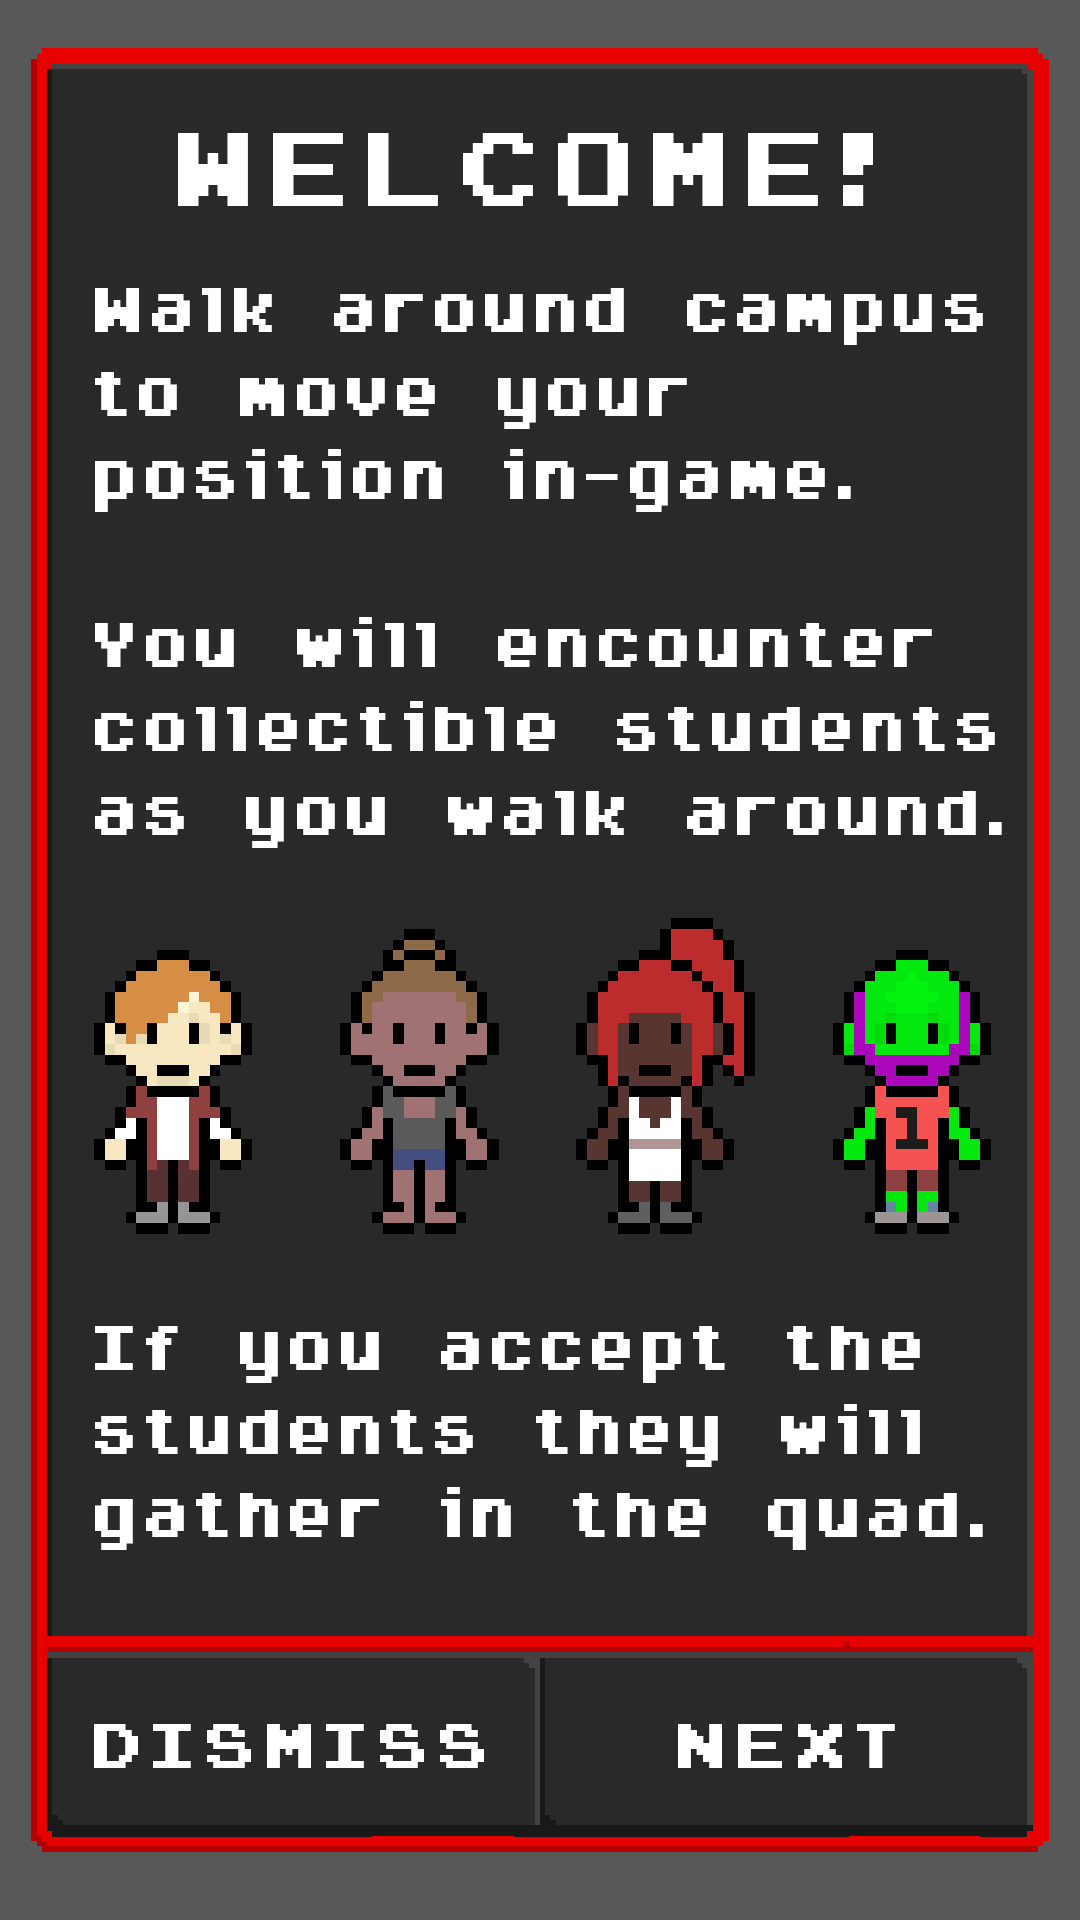 WELCOME!
Walk around campus
to move your
position in-game.
You will encounter
collectible students
as you walk around.
1
If you accept the
students they will
gather in the quad.
DISMISS
NEXT